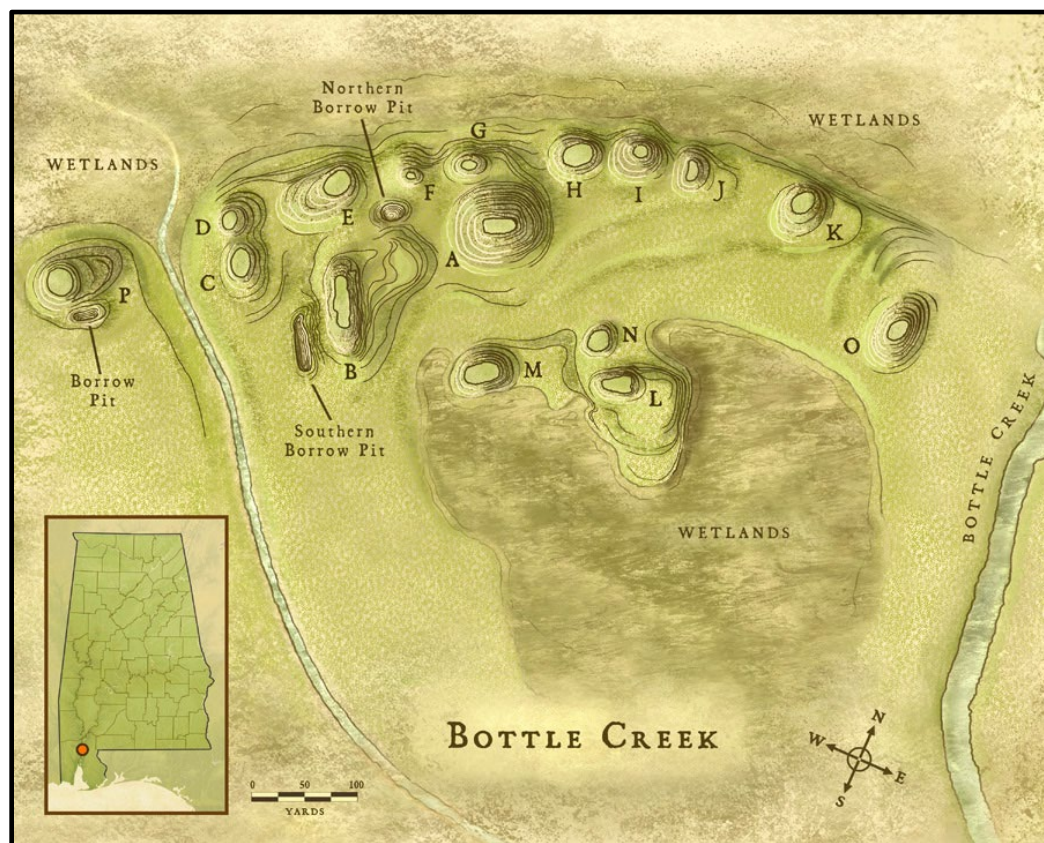 Northern
Borrow Pit
WETLANDS
WETLANDS
G
F
H
I
J
D
E
K
A
C
P
O
B
N
M
L
Borrow
Pit
Southern
Borrow Pit
BOTTLE CREEK
WETLANDS
BOTTLE CREEK
N
W
E
S
0 50 100
YARDS